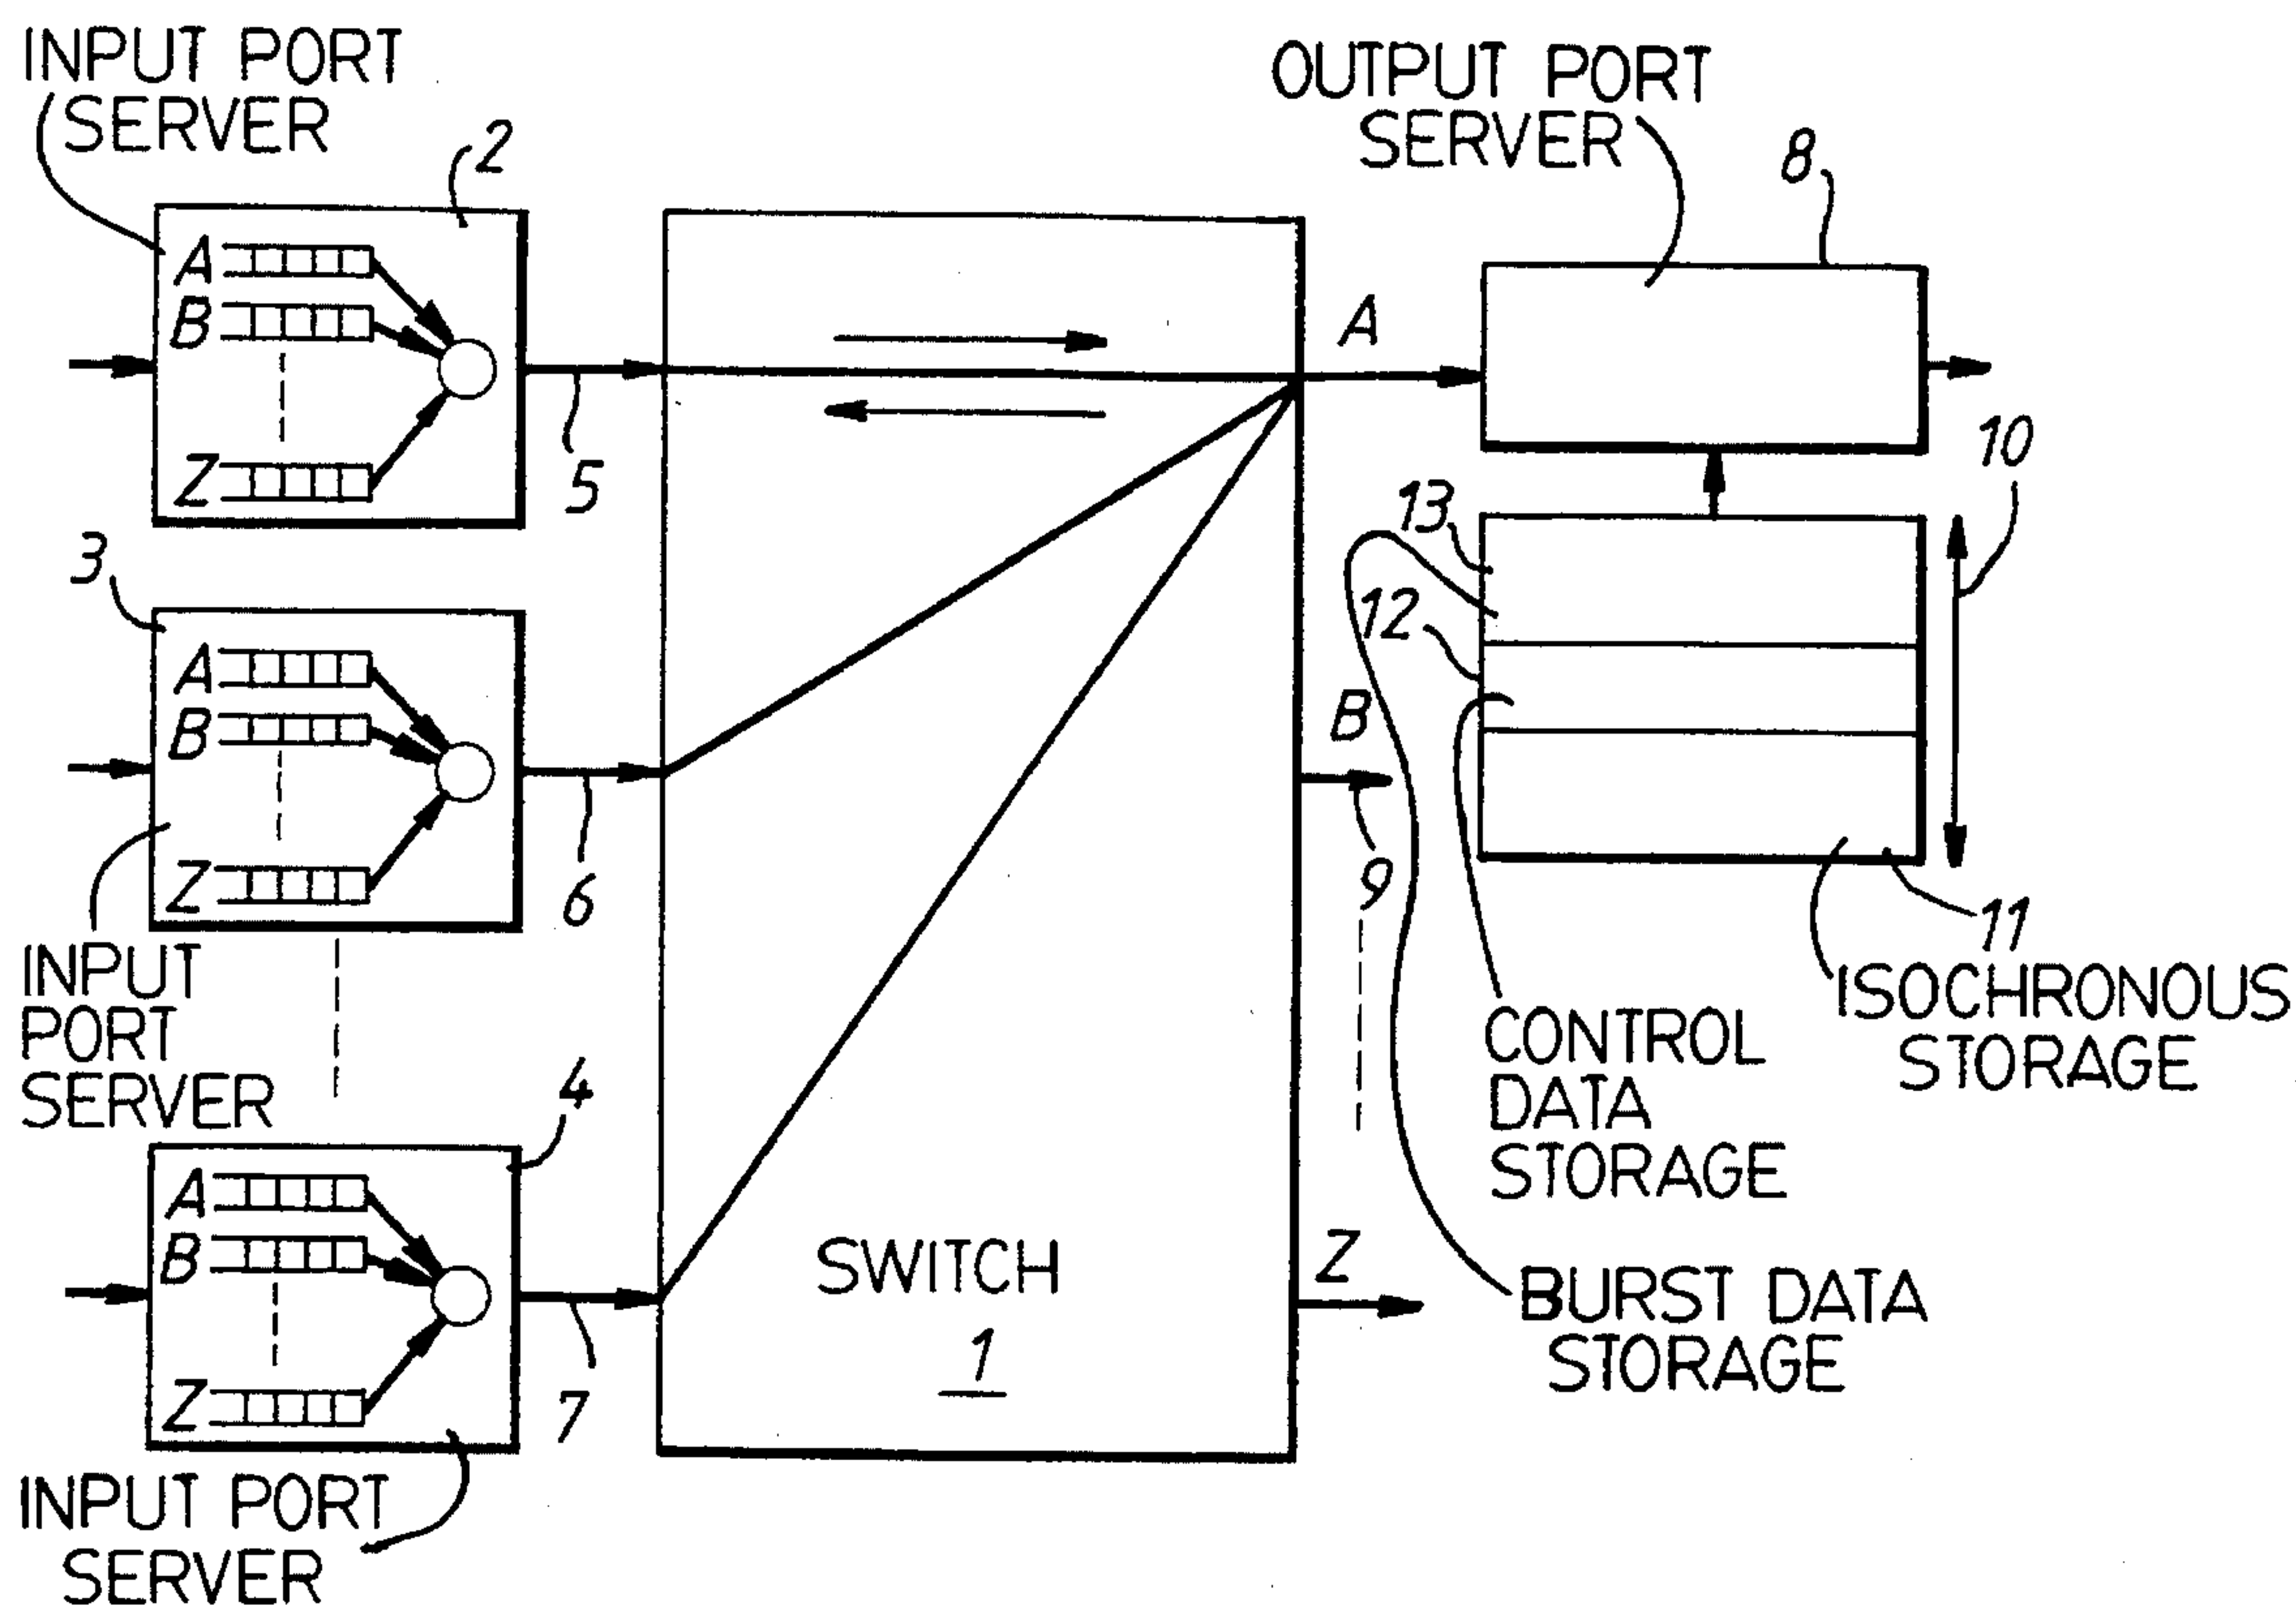 INPUT PORT
SERVER
2
A
B
Z
5
3
A
B
Z
6
INPUT
PORT
SERVER
4
A
B
Z
7
INPUT PORT
SERVER
SWITCH
1
OUTPUT PORT
SERVER
8
A
10
13
12
B
9
11
ISOCHRONOUS
STORAGE
CONTROL
DATA
STORAGE
Z
BURST DATA
STORAGE